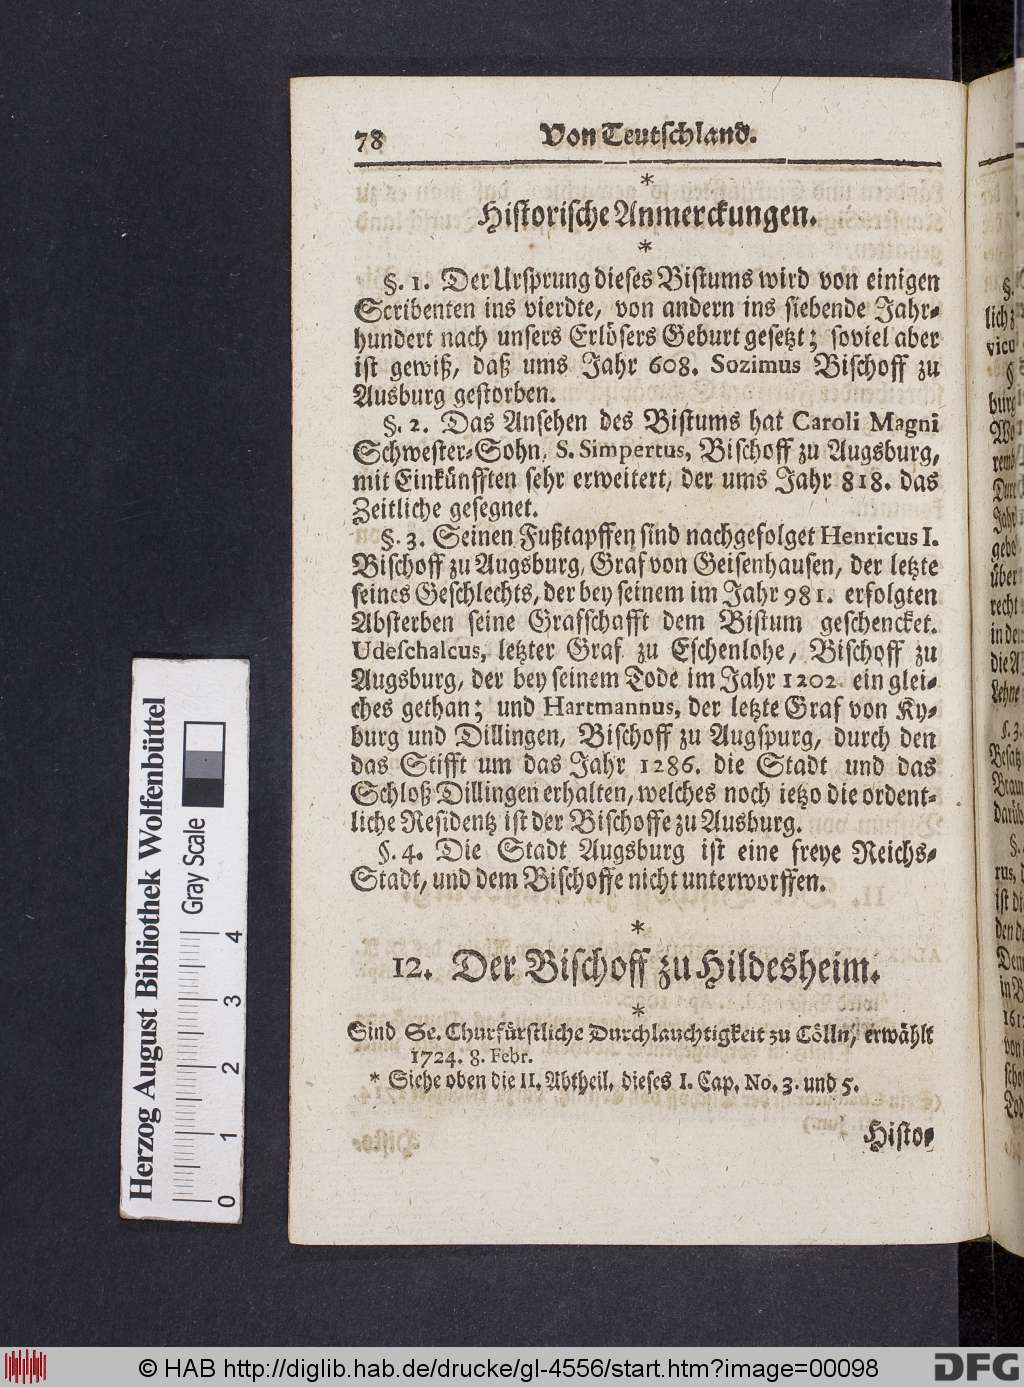 78 Von Teutschland.
*
Historische Anmerckungen.
*
§. 1. Der Ursprung dieses Bistums wird von einigen
Scribenten ins vierdte, von andern ins siebende Jahr-
hundert nach unsers Erlösers Geburt gesetzt; soviel aber
ist gewiß, daß ums Jahr 608. Sozimus Bischoff zu
Ausburg gestorben.
§. 2. Das Ansehen des Bistums hat Caroli Magni
Schwester-Sohn, S. Simpertus, Bischoff zu Augsburg,
mit Einkünfften sehr erweitert, der ums Jahr 818. das
Zeitliche gesegnet.
§. 3. Seinen Fußtapffen sind nachgefolget Henricus I.
Bischoff zu Augsburg, Graf von Geisenhausen, der letzte
seines Geschlechts, der bey seinem im Jahr 981. erfolgten
Absterben seine Grafschafft dem Bistum geschencket.
Udeschalcus, letzter Graf zu Eschenlohe, Bischoff zu
Augsburg, der bey seinem Tode im Jahr 1202. ein glei-
ches gethan; und Hartmannus, der letzte Graf von Ky-
burg und Dillingen, Bischoff zu Augspurg, durch den
das Stifft um das Jahr 1286. die Stadt und das
Schloß Dillingen erhalten, welches noch ietzo die ordent-
liche Residentz ist der Bischoffe zu Ausburg.
§. 4. Die Stadt Augsburg ist eine freye Reichs-
Stadt, und dem Bischoffe nicht unterworffen.
*
12. Der Bischoff zu Hildesheim.
*
Sind Se. Churfürstliche Durchlauchtigkeit zu Cölln, erwählt
1724. 8. Febr.
* Siehe oben die II. Abtheil. dieses I. Cap. No. 3. und 5.
Histo-
Herzog August Bibliothek Wolfenbüttel
Gray Scale
0 1 2 3 4
© HAB http://diglib.hab.de/drucke/gl-4556/start.htm?image=00098
DFG